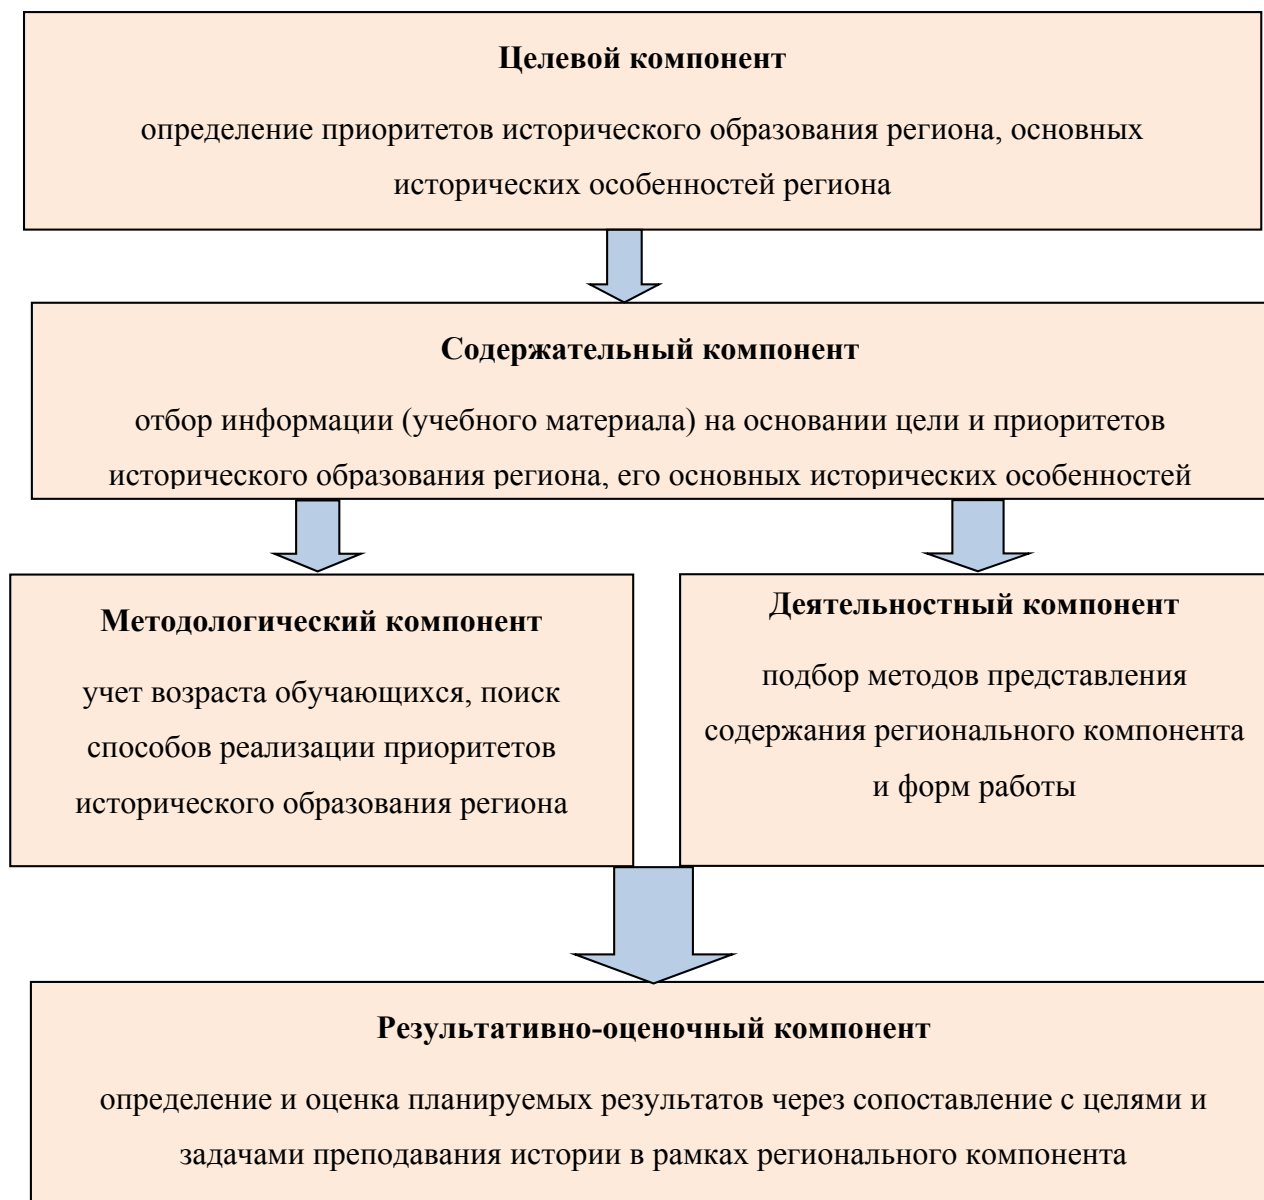 Целевой компонент
определение приоритетов исторического образования региона, основных
исторических особенностей региона
Содержательный компонент
отбор информации (учебного материала) на основании цели и приоритетов
исторического образования региона, его основных исторических особенностей
Методологический компонент
учет возраста обучающихся, поиск
способов реализации приоритетов
исторического образования региона
Деятельностный компонент
подбор методов представления
содержания регионального компонента
и форм работы
Результативно-оценочный компонент
определение и оценка планируемых результатов через сопоставление с целями и
задачами преподавания истории в рамках регионального компонента